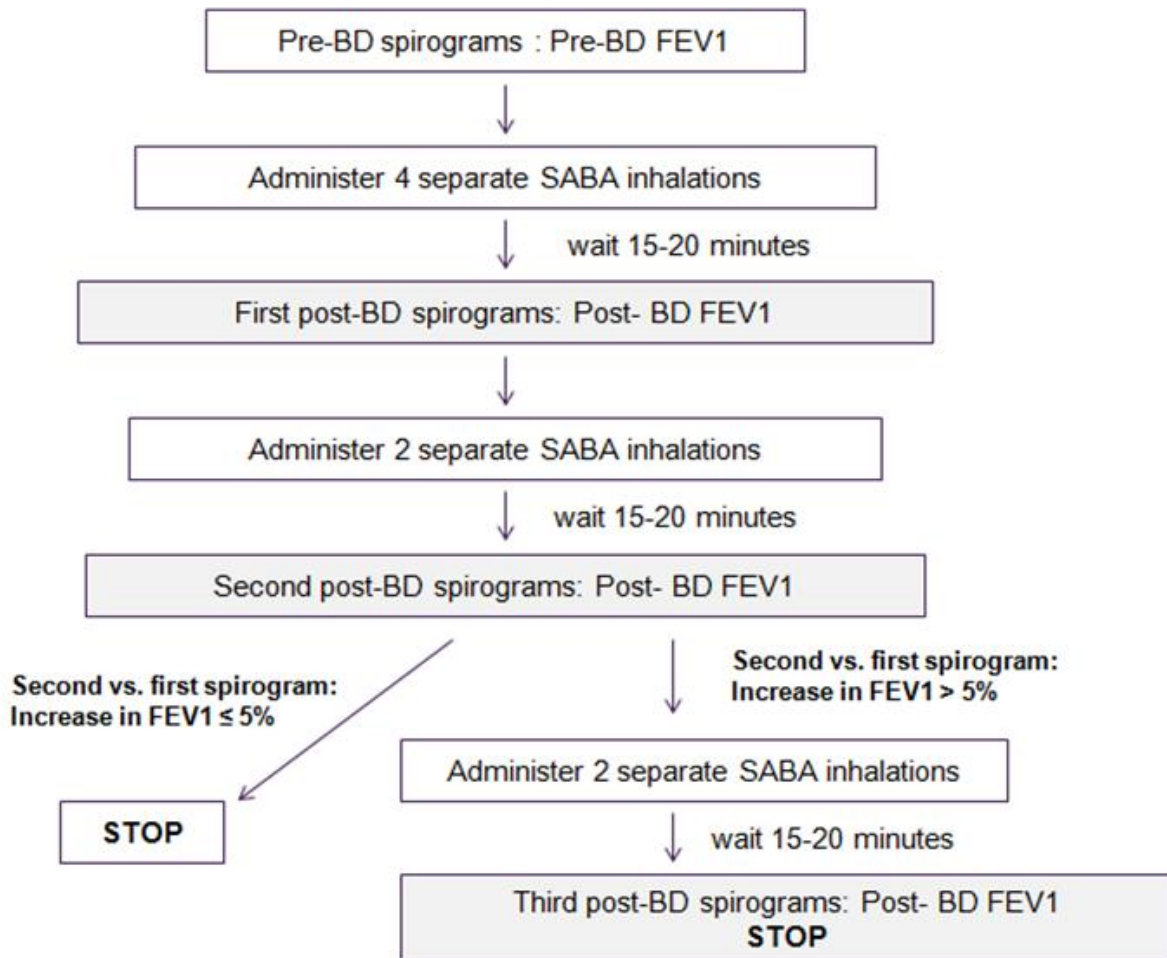 Pre-BD spirograms : Pre-BD FEV1
Administer 4 separate SABA inhalations
wait 15-20 minutes
First post-BD spirograms: Post- BD FEV1
Administer 2 separate SABA inhalations
wait 15-20 minutes
Second post-BD spirograms: Post- BD FEV1
Second vs. first spirogram:
Increase in FEV1 ≤ 5%
Second vs. first spirogram:
Increase in FEV1 > 5%
STOP
Administer 2 separate SABA inhalations
wait 15-20 minutes
Third post-BD spirograms: Post- BD FEV1
STOP